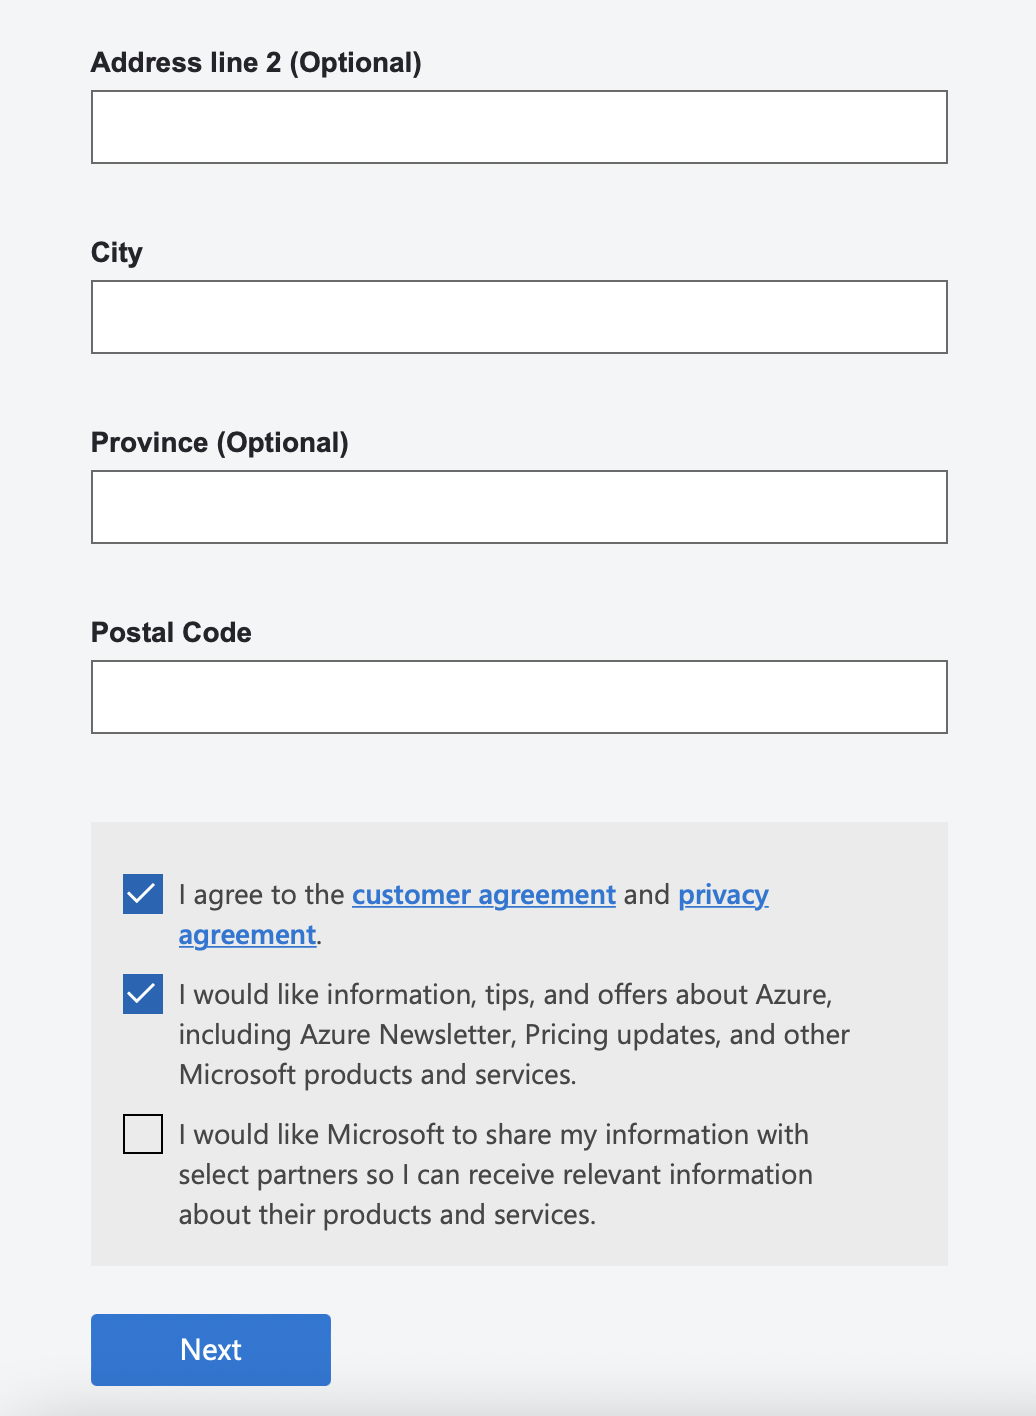 Address line 2 (Optional)
City
Province (Optional)
Postal Code
I agree to the customer agreement and privacy
agreement.
I would like information, tips, and offers about Azure,
including Azure Newsletter, Pricing updates, and other
Microsoft products and services.
I would like Microsoft to share my information with
select partners so I can receive relevant information
about their products and services.
Next